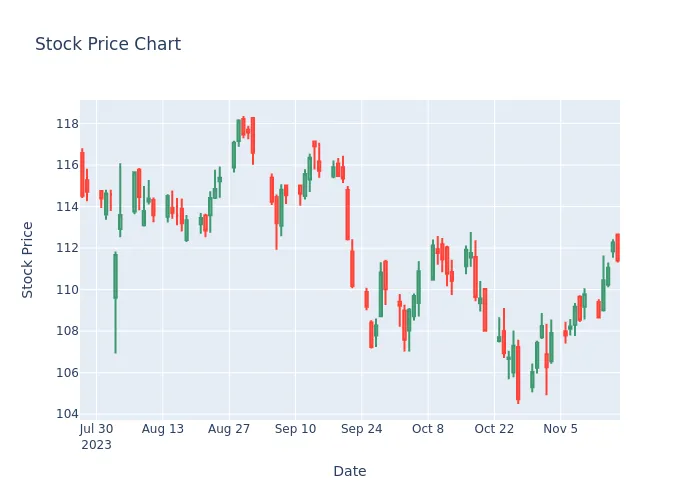 Stock Price Chart
Stock Price
118
116
114
112
110
108
106
104
Jul 30
2023
Aug 13
Aug 27
Sep 10
Sep 24
Oct 8
Oct 22
Nov 5
Date